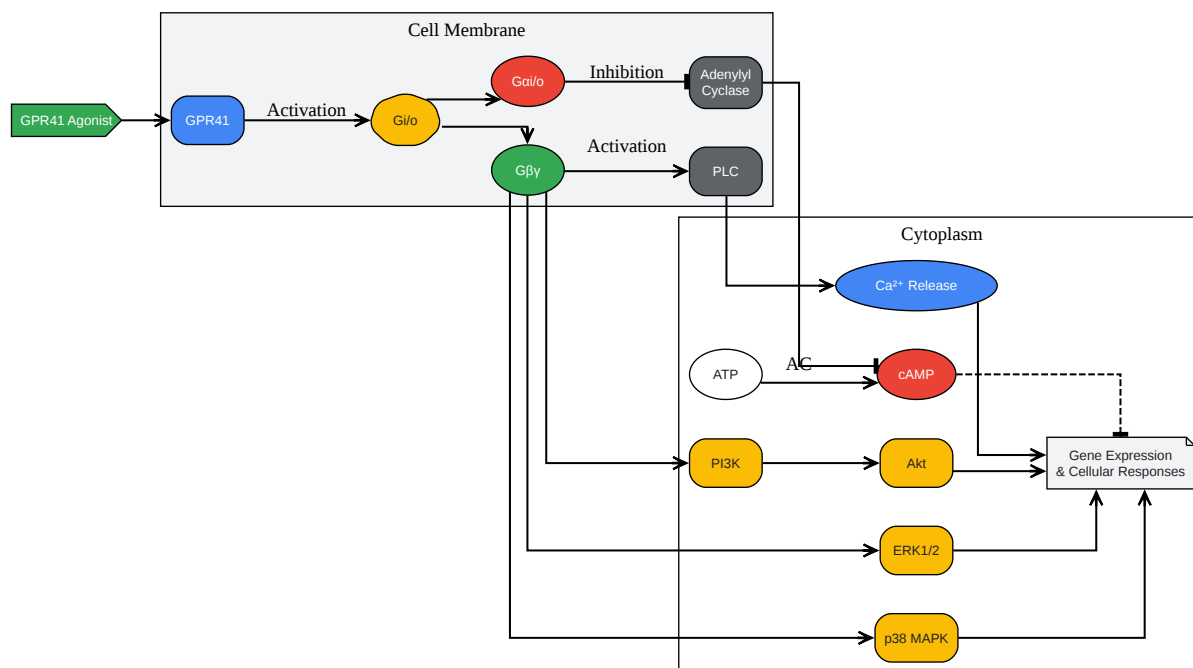 Cell Membrane
GPR41 Agonist
GPR41
Activation
Gi/o
Gαi/o
Inhibition
Adenylyl
Cyclase
Gβγ
Activation
PLC
Cytoplasm
Ca²⁺ Release
ATP
AC
cAMP
PI3K
Akt
Gene Expression
& Cellular Responses
ERK1/2
p38 MAPK